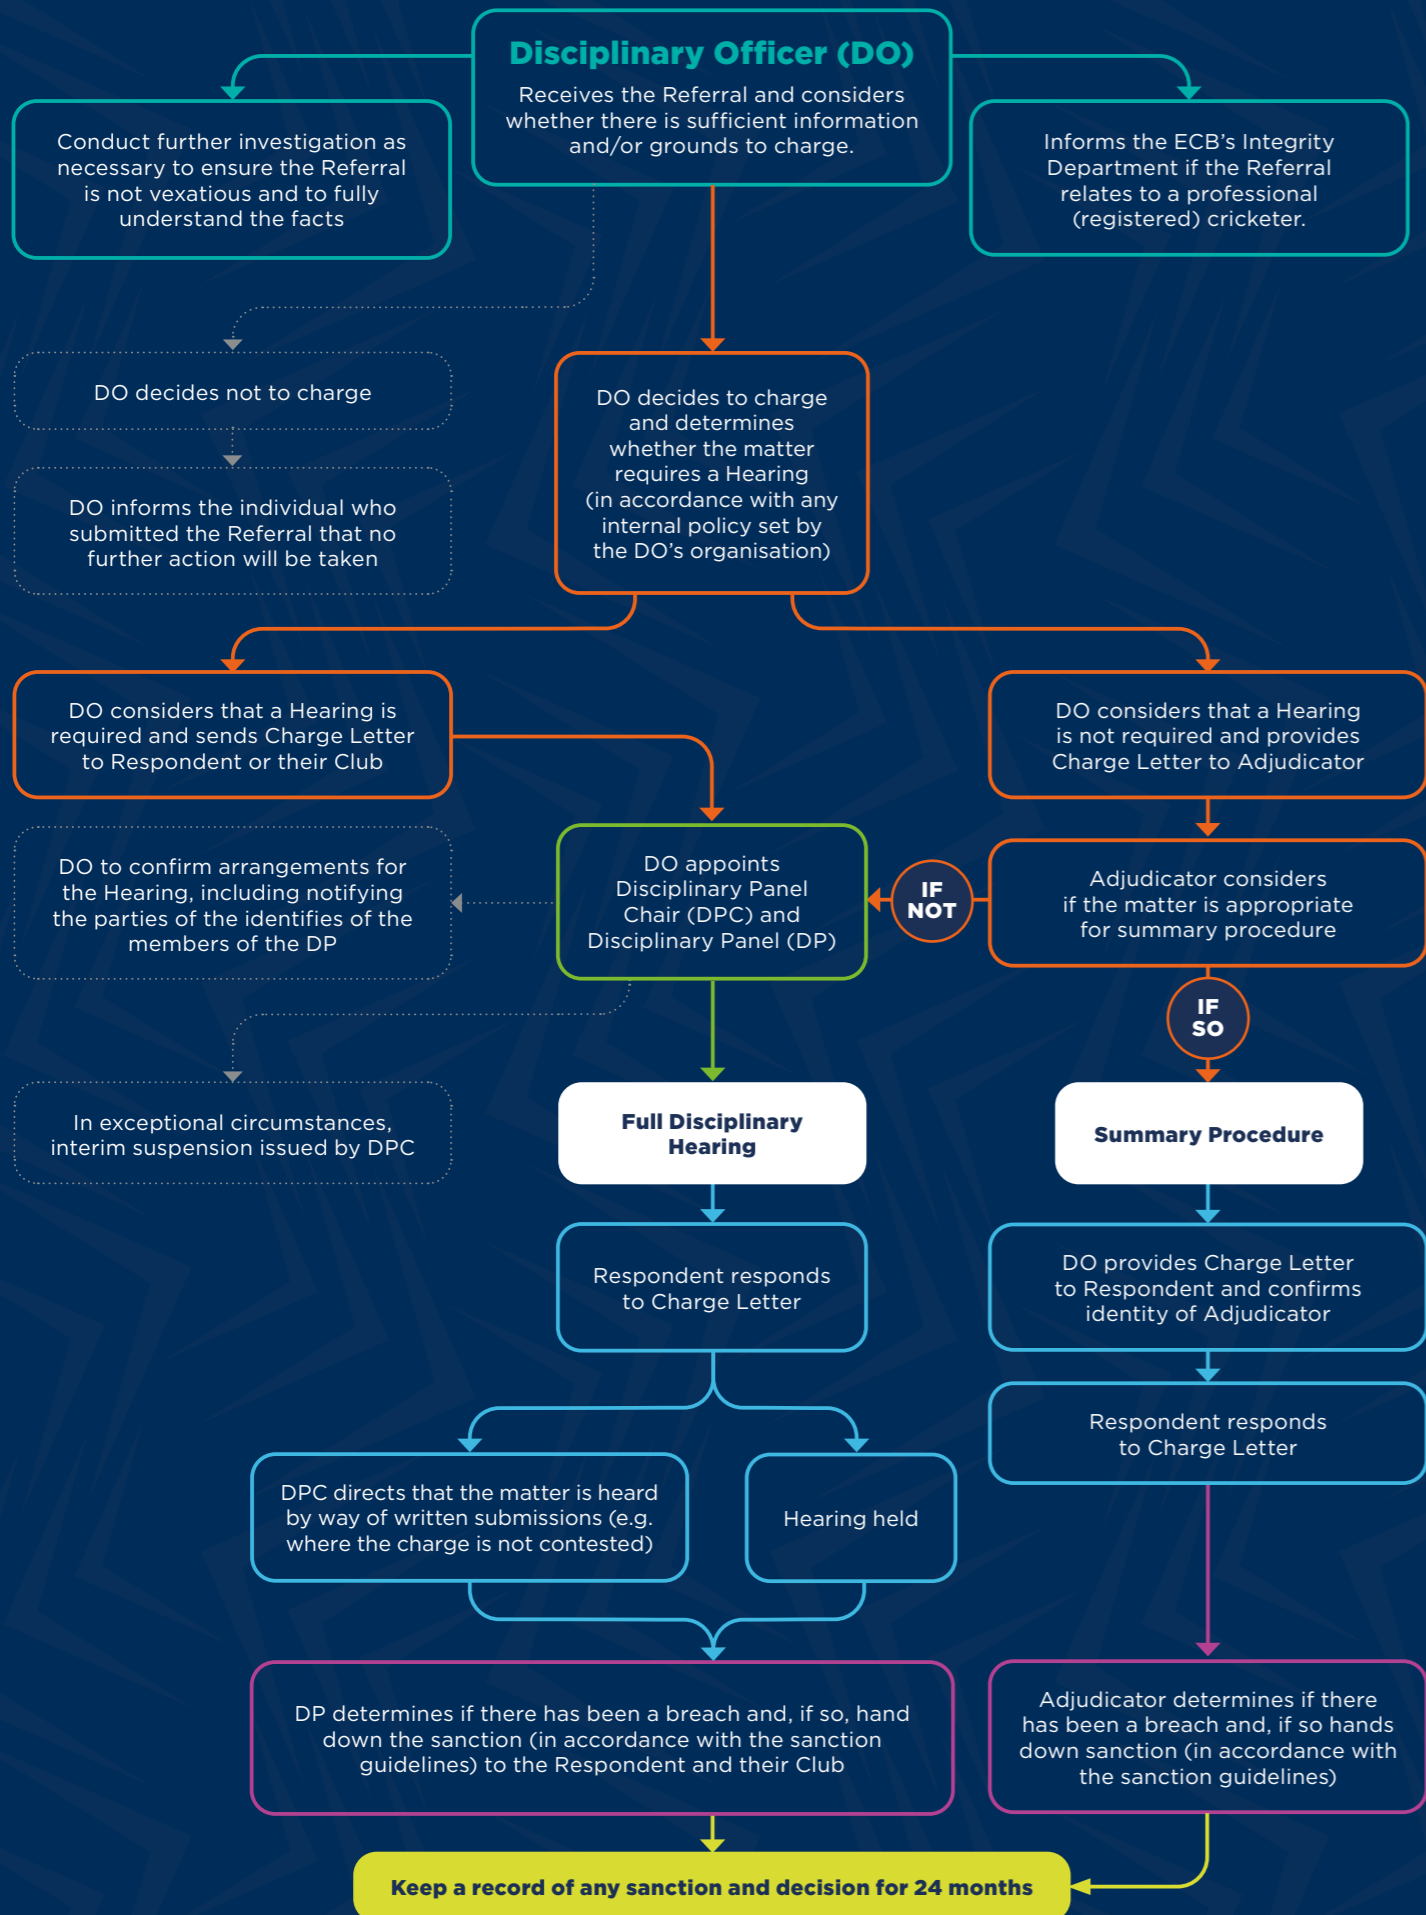 Disciplinary Officer (DO)
Receives the Referral and considers
whether there is sufficient information
and/or grounds to charge.
Conduct further investigation as
necessary to ensure the Referral
is not vexatious and to fully
understand the facts
Informs the ECB's Integrity
Department if the Referral
relates to a professional
(registered) cricketer.
DO decides not to charge
DO informs the individual who
submitted the Referral that no
further action will be taken
DO decides to charge
and determines
whether the matter
requires a Hearing
(in accordance with any
internal policy set by
the DO's organisation)
DO considers that a Hearing is
required and sends Charge Letter
to Respondent or their Club
DO considers that a Hearing
is not required and provides
Charge Letter to Adjudicator
DO to confirm arrangements for
the Hearing, including notifying
the parties of the identifies of the
members of the DP
DO appoints
Disciplinary Panel
Chair (DPC) and
Disciplinary Panel (DP)
IF
NOT
Adjudicator considers
if the matter is appropriate
for summary procedure
IF
SO
In exceptional circumstances,
interim suspension issued by DPC
Full Disciplinary
Hearing
Summary Procedure
Respondent responds
to Charge Letter
DO provides Charge Letter
to Respondent and confirms
identity of Adjudicator
Respondent responds
to Charge Letter
DPC directs that the matter is heard
by way of written submissions (e.g.
where the charge is not contested)
Hearing held
DP determines if there has been a breach and, if so, hand
down the sanction (in accordance with the sanction
guidelines) to the Respondent and their Club
Adjudicator determines if there
has been a breach and, if so hands
down sanction (in accordance with
the sanction guidelines)
Keep a record of any sanction and decision for 24 months